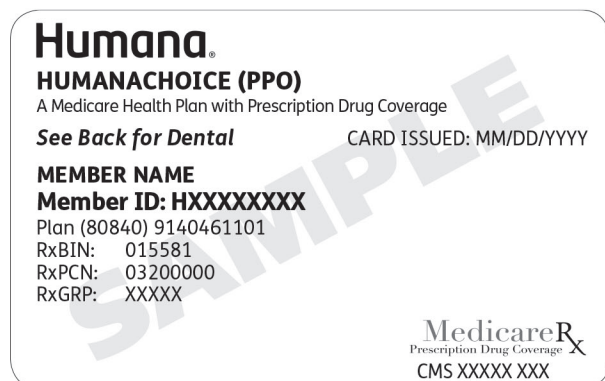 Humana®
HUMANACHOICE (PPO)
A Medicare Health Plan with Prescription Drug Coverage
See Back for Dental CARD ISSUED: MM/DD/YYYY
MEMBER NAME
Member ID: HXXXXXXXX
Plan (80840) 9140461101
RxBIN: 015581
RxPCN: 03200000
RxGRP: XXXXX
SAMPLE
MedicareRx
Prescription Drug Coverage
CMS XXXXX XXX